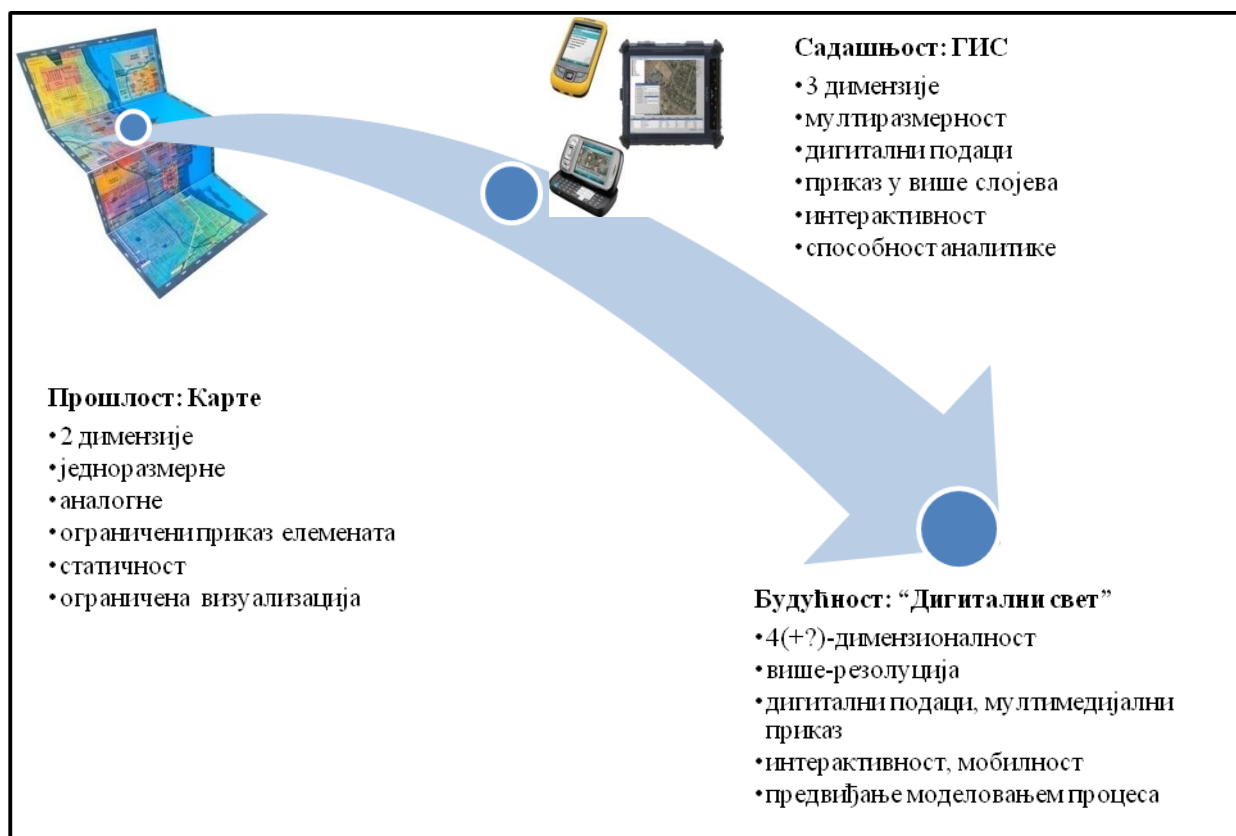 Садашњост: ГИС
•3 димензије
•мултиразмерност
•дигитални подаци
•приказ у више слојева
•интерактивност
•способност аналитике
Прошлост: Карте
•2 димензије
•једноразмерне
•аналогне
•ограничени приказ елемената
•статичност
•ограничена визуализација
Будућност: “Дигитални свет”
•4(+?)-димензионалност
•више-резолуција
•дигитални подаци, мултимедијални
приказ
•интерактивност, мобилност
•предвиђање моделовањем процеса